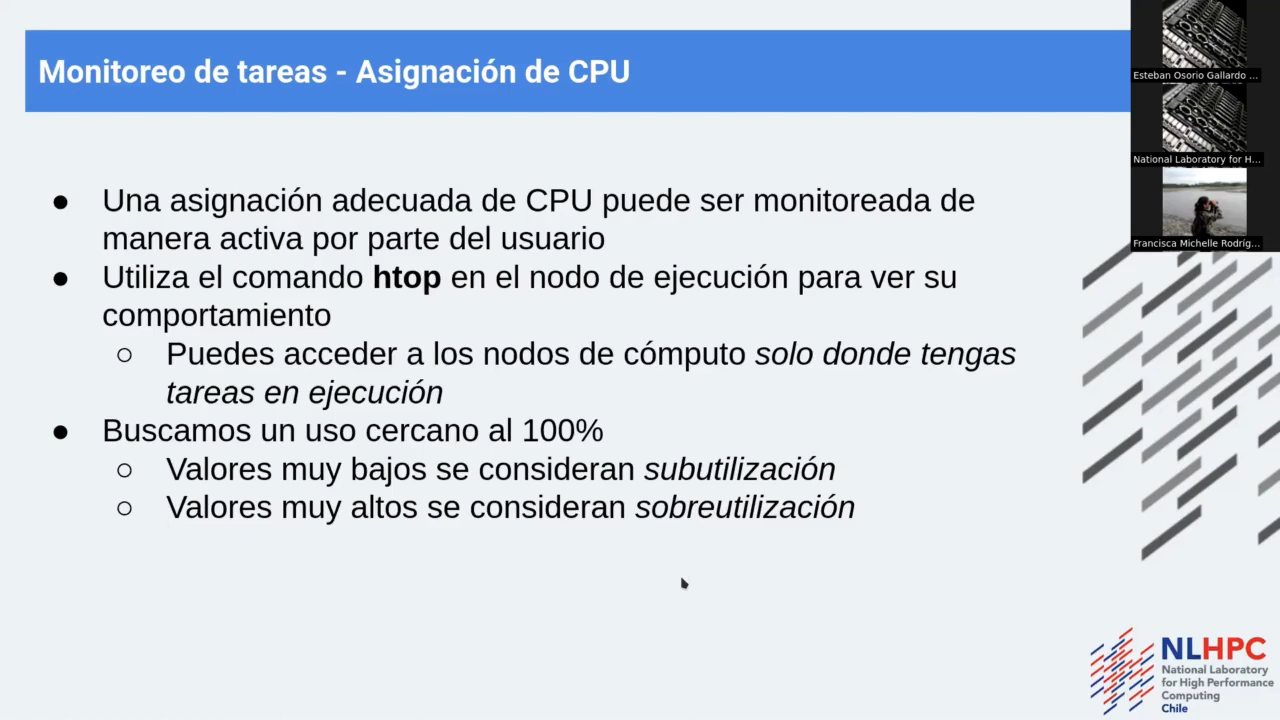 Monitoreo de tareas - Asignación de CPU
Esteban Osorio Gallardo ...
National Laboratory for H...
Francisca Michelle Rodríg...
● Una asignación adecuada de CPU puede ser monitoreada de
manera activa por parte del usuario
● Utiliza el comando htop en el nodo de ejecución para ver su
comportamiento
○ Puedes acceder a los nodos de cómputo solo donde tengas
tareas en ejecución
● Buscamos un uso cercano al 100%
○ Valores muy bajos se consideran subutilización
○ Valores muy altos se consideran sobreutilización
NLHPC
National Laboratory
for High Performance
Computing
Chile